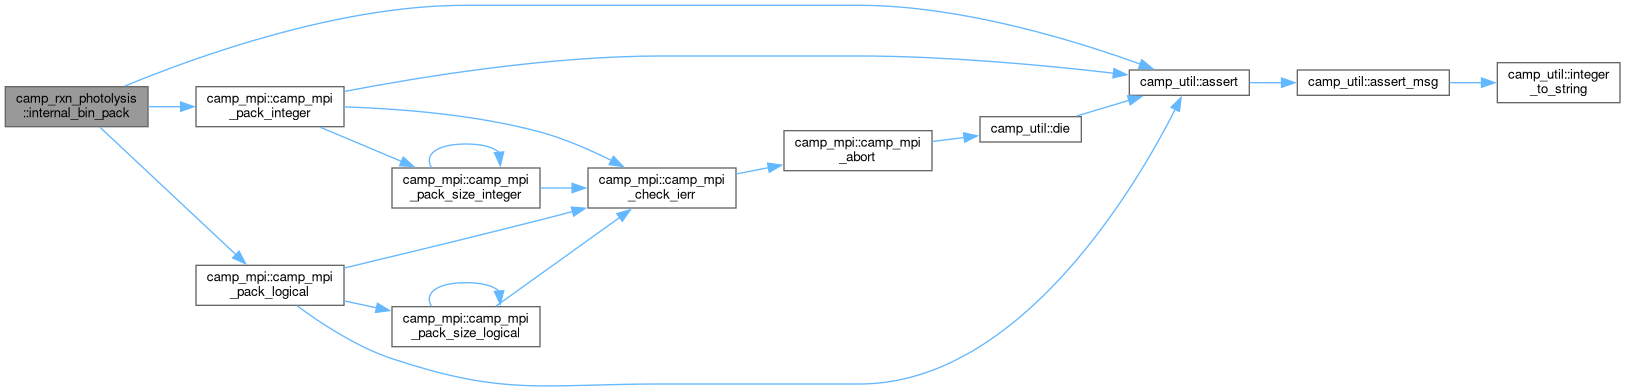 camp_rxn_photolysis
::internal_bin_pack
camp_mpi::camp_mpi
_pack_integer
camp_mpi::camp_mpi
_pack_size_integer
camp_mpi::camp_mpi
_check_ierr
camp_mpi::camp_mpi
_abort
camp_util::die
camp_util::assert
camp_util::assert_msg
camp_util::integer
_to_string
camp_mpi::camp_mpi
_pack_logical
camp_mpi::camp_mpi
_pack_size_logical